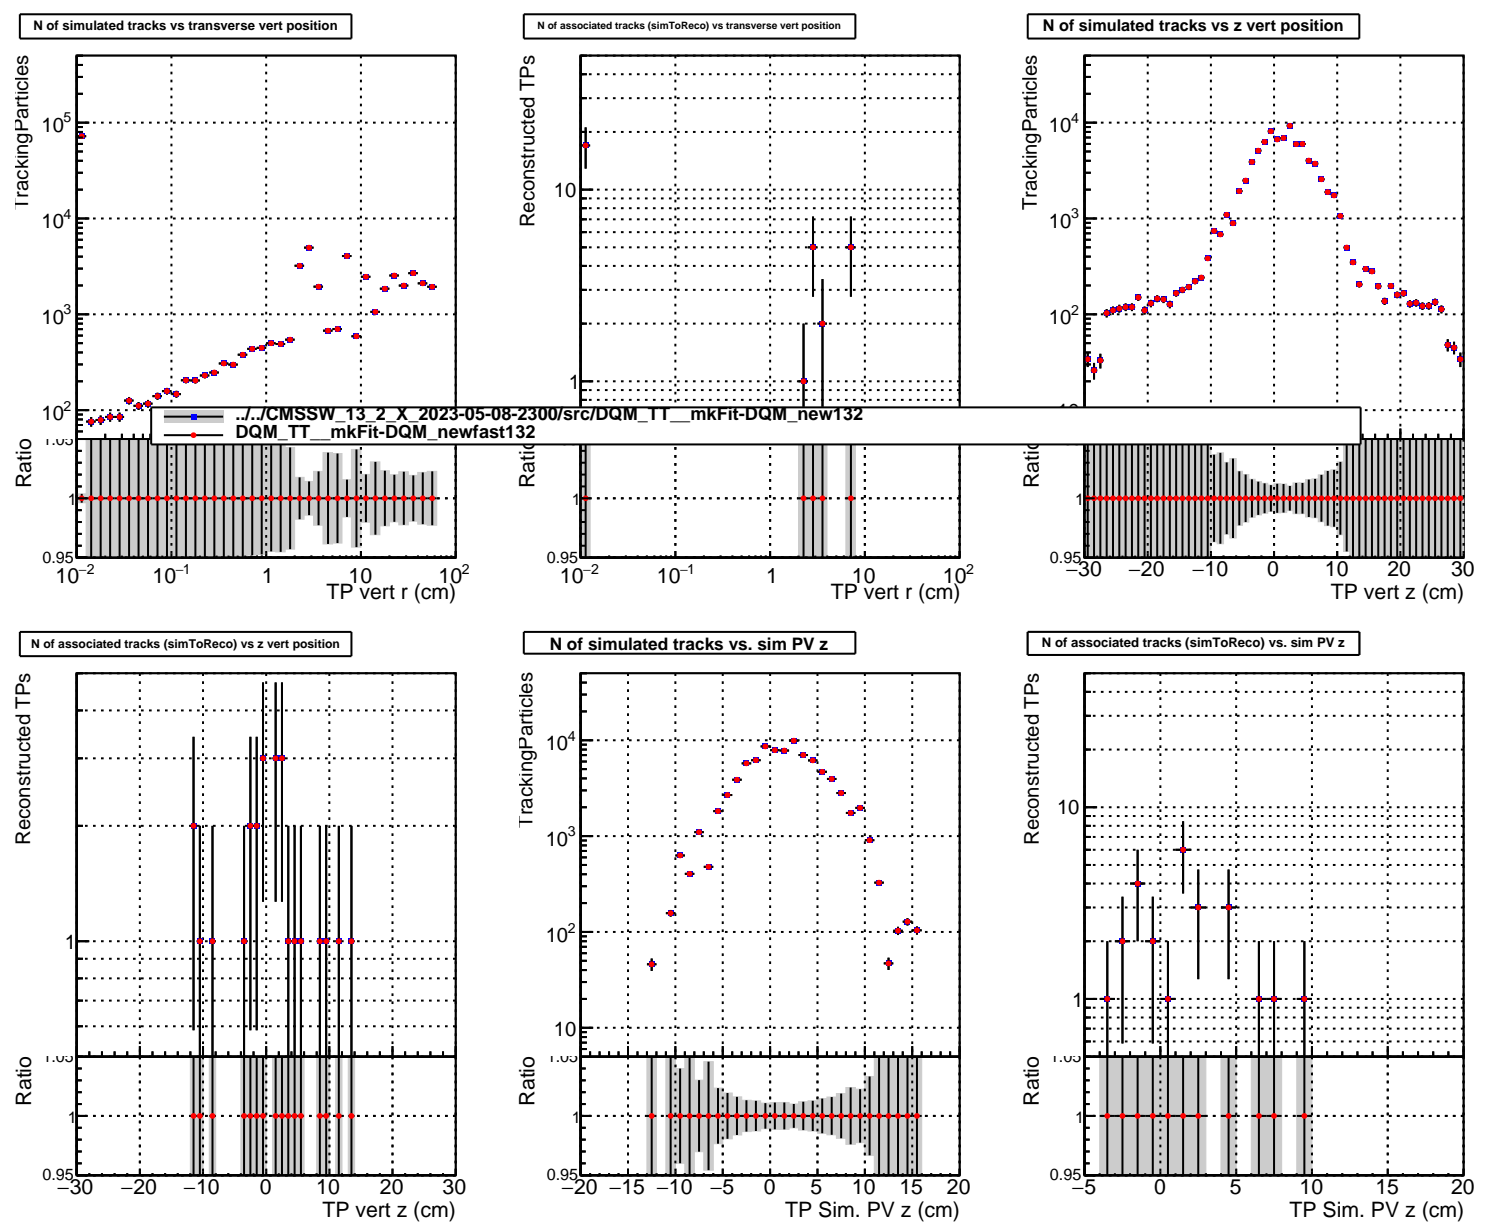 N of simulated tracks vs transverse vert position
TrackingParticles
10^5
10^4
10^3
10^2
Ratio
1
0.95
10^−2 10^−1 1 10 10^2
TP vert r (cm)
N of associated tracks (simToReco) vs transverse vert position
Reconstructed TPs
10
1
1
0.95
10^−2 10^−1 1 10 10^2
TP vert r (cm)
N of simulated tracks vs z vert position
TrackingParticles
10^4
10^3
10^2
1
0.95
−30 −20 −10 0 10 20 30
TP vert z (cm)
../../CMSSW_13_2_X_2023-05-08-2300/src/DQM_TT__mkFit-DQM_new132
DQM_TT__mkFit-DQM_newfast132
N of associated tracks (simToReco) vs z vert position
Reconstructed TPs
1
Ratio
1
0.95
−30 −20 −10 0 10 20 30
TP vert z (cm)
N of simulated tracks vs. sim PV z
TrackingParticles
10^4
10^3
10^2
10
Ratio
1
0.95
−20 −15 −10 −5 0 5 10 15 20
TP Sim. PV z (cm)
N of associated tracks (simToReco) vs. sim PV z
Reconstructed TPs
10
1
Ratio
1
0.95
−5 0 5 10 15 20
TP Sim. PV z (cm)